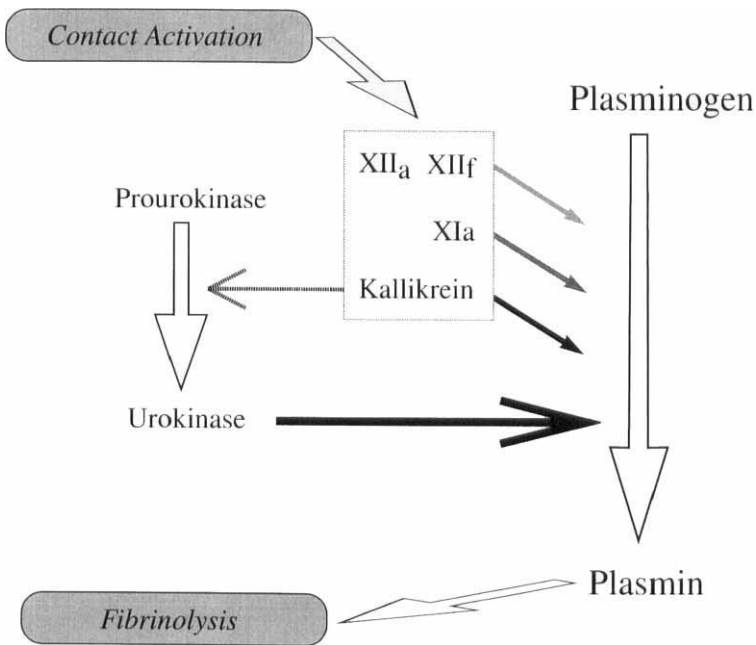 Contact Activation
Plasminogen
XIIa XIIf
Prourokinase
XIa
Kallikrein
Urokinase
Plasmin
Fibrinolysis